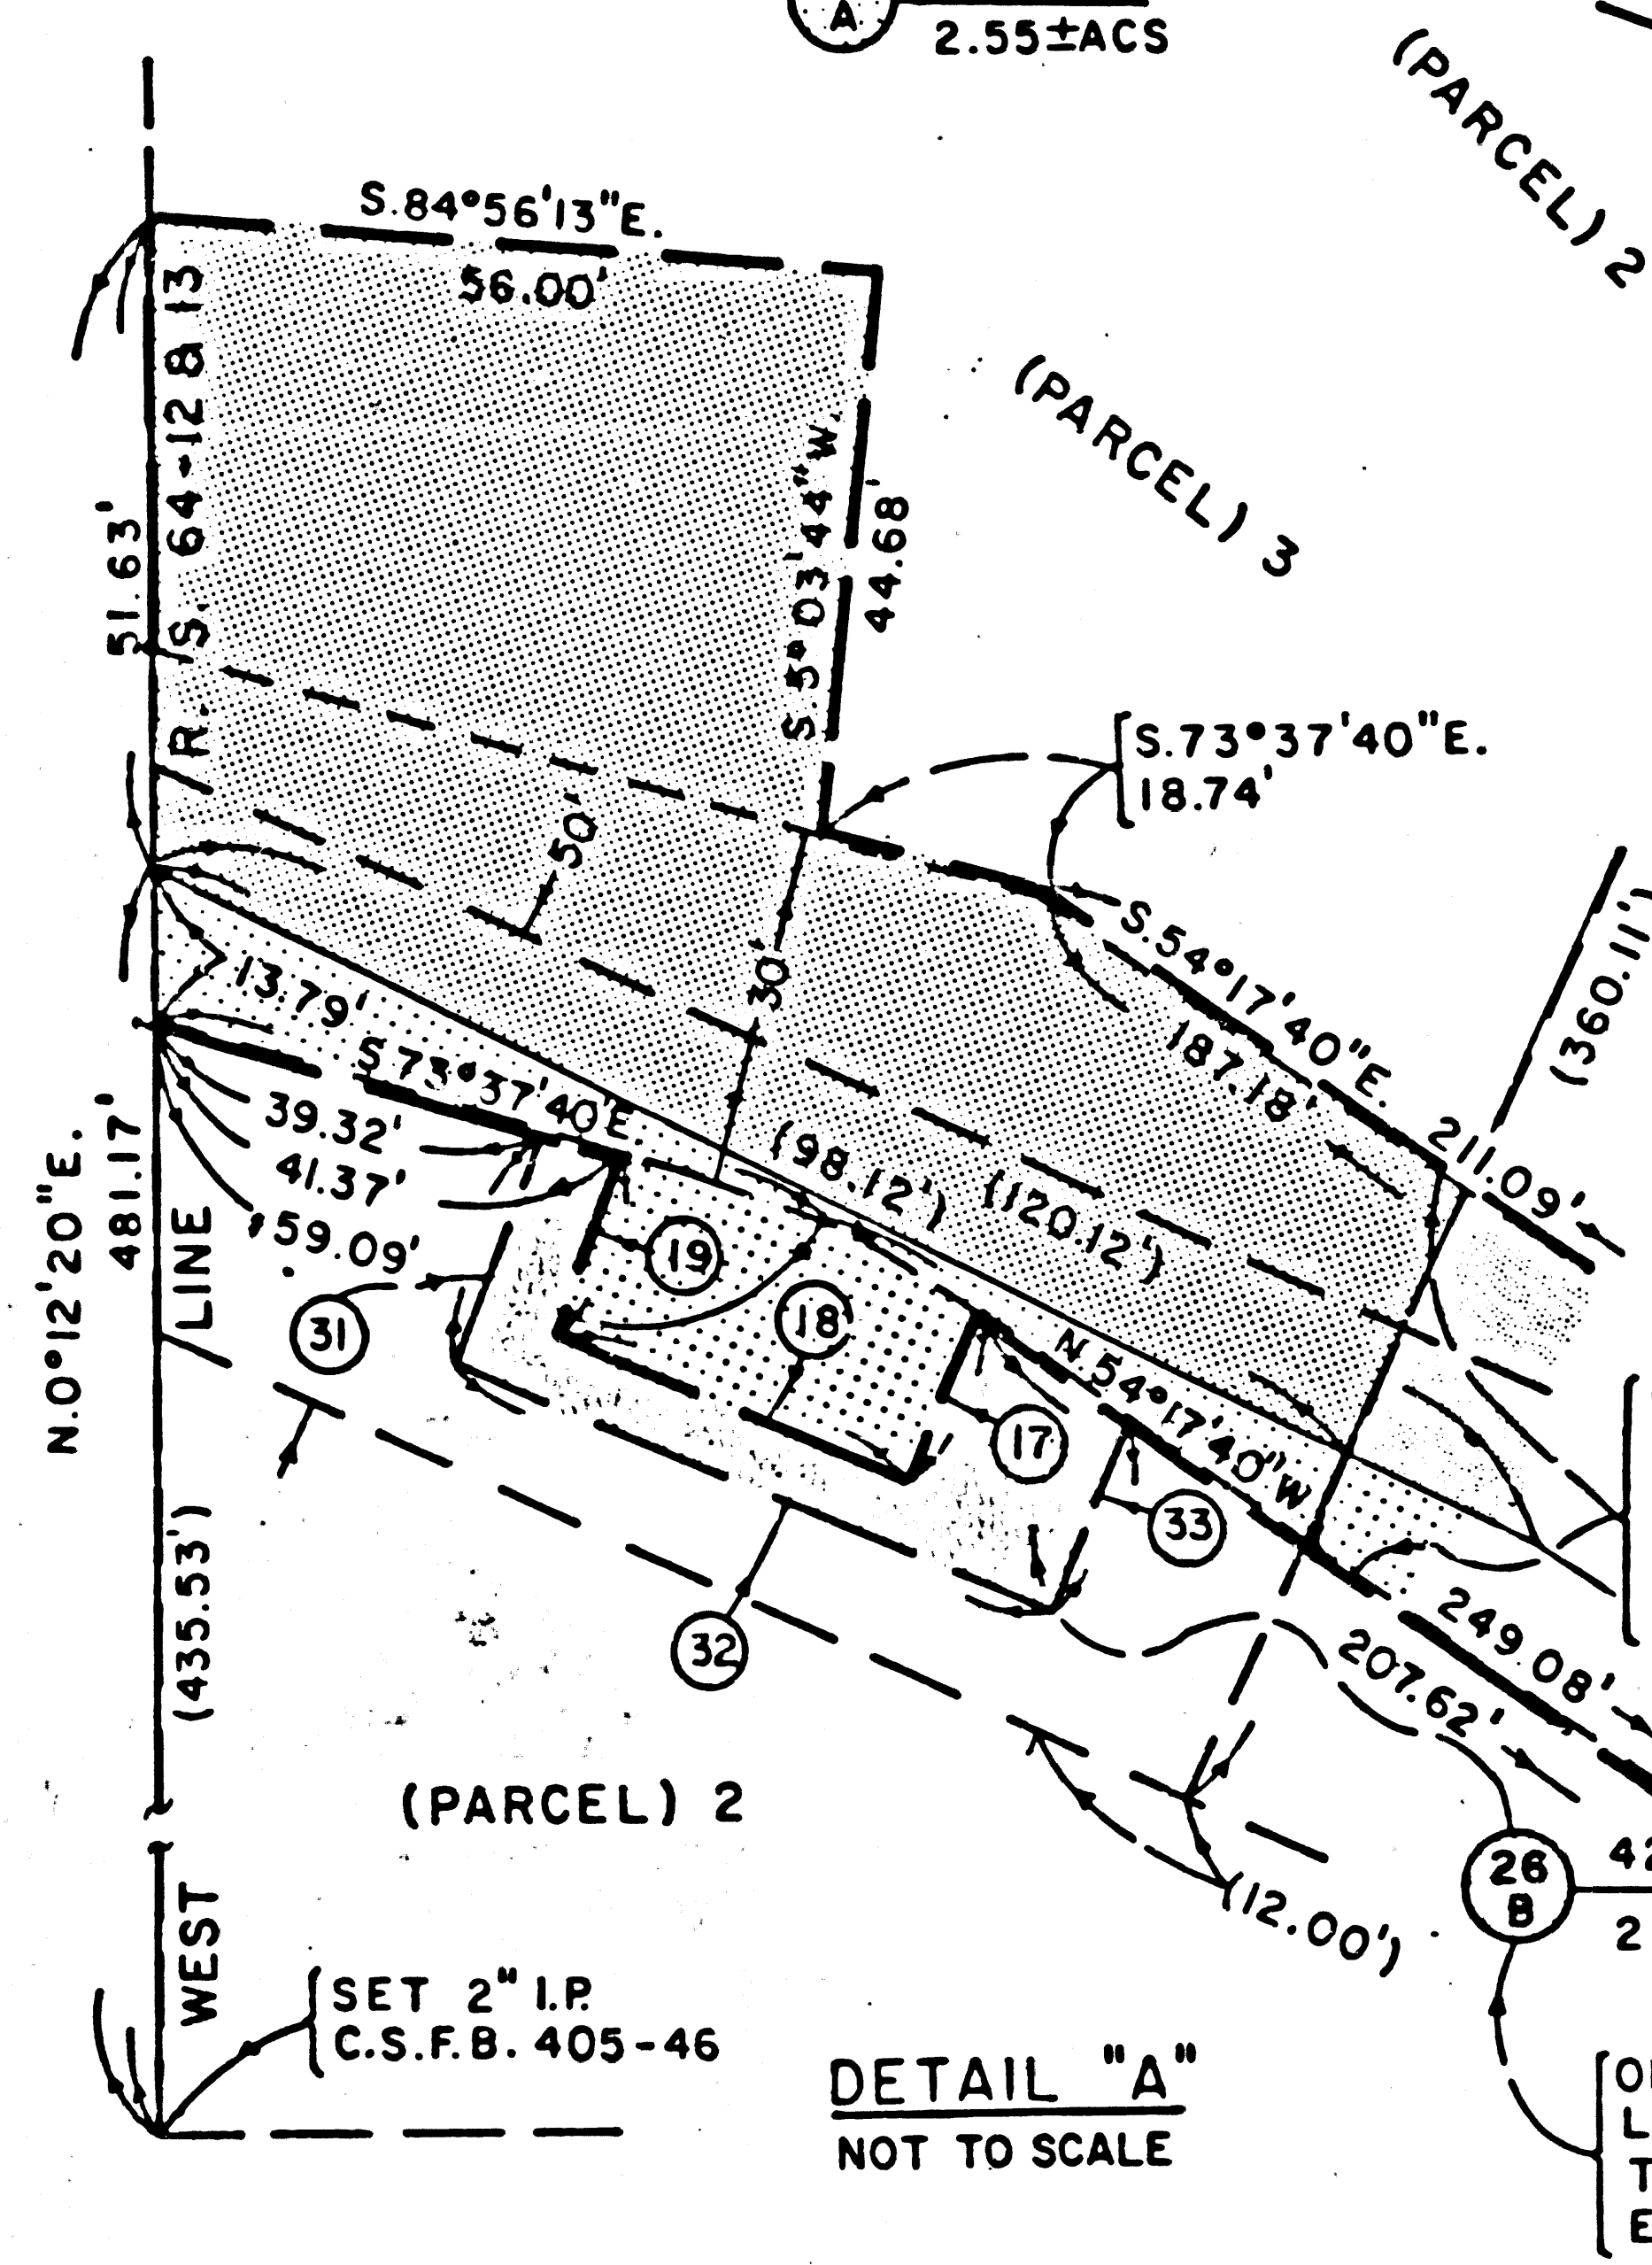 A
2.55±ACS
(PARCEL) 2
S.84°56'13"E.
56.00'
R. S. 64-12 & 13
51.63'
S 5°03'44"W.
44.68'
(PARCEL) 3
S.73°37'40"E.
18.74'
50'
30'
S.54°17'40"E.
187.18'
211.09'
(360.11')
13.79'
S.73°37'40"E.
39.32'
41.37'
59.09'
(98.12')
(120.12')
N.0°12'20"E.
481.17'
LINE
19
18
31
17
N.54°17'40"W
33
32
(435.53')
249.08'
207.62'
(PARCEL) 2
26
B
42
2
(12.00')
WEST
SET 2" I.P.
C.S.F.B. 405-46
DETAIL "A"
NOT TO SCALE
L
T
E